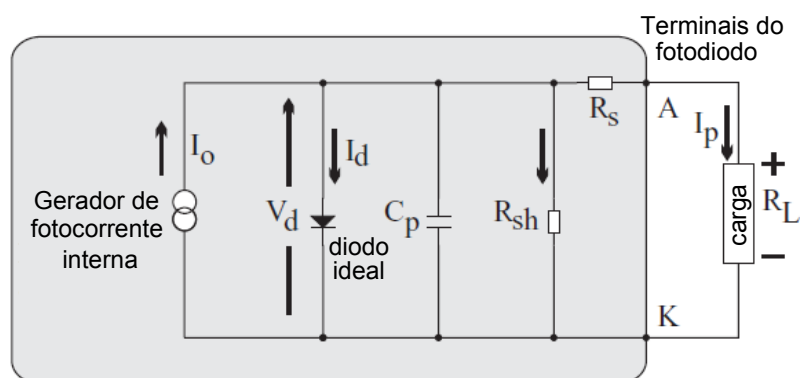 Terminais do
fotodiodo
R_s
A
I_p
I_o
I_d
+
Gerador de
fotocorrente
interna
V_d
diodo
ideal
C_p
R_sh
carga
R_L
−
K